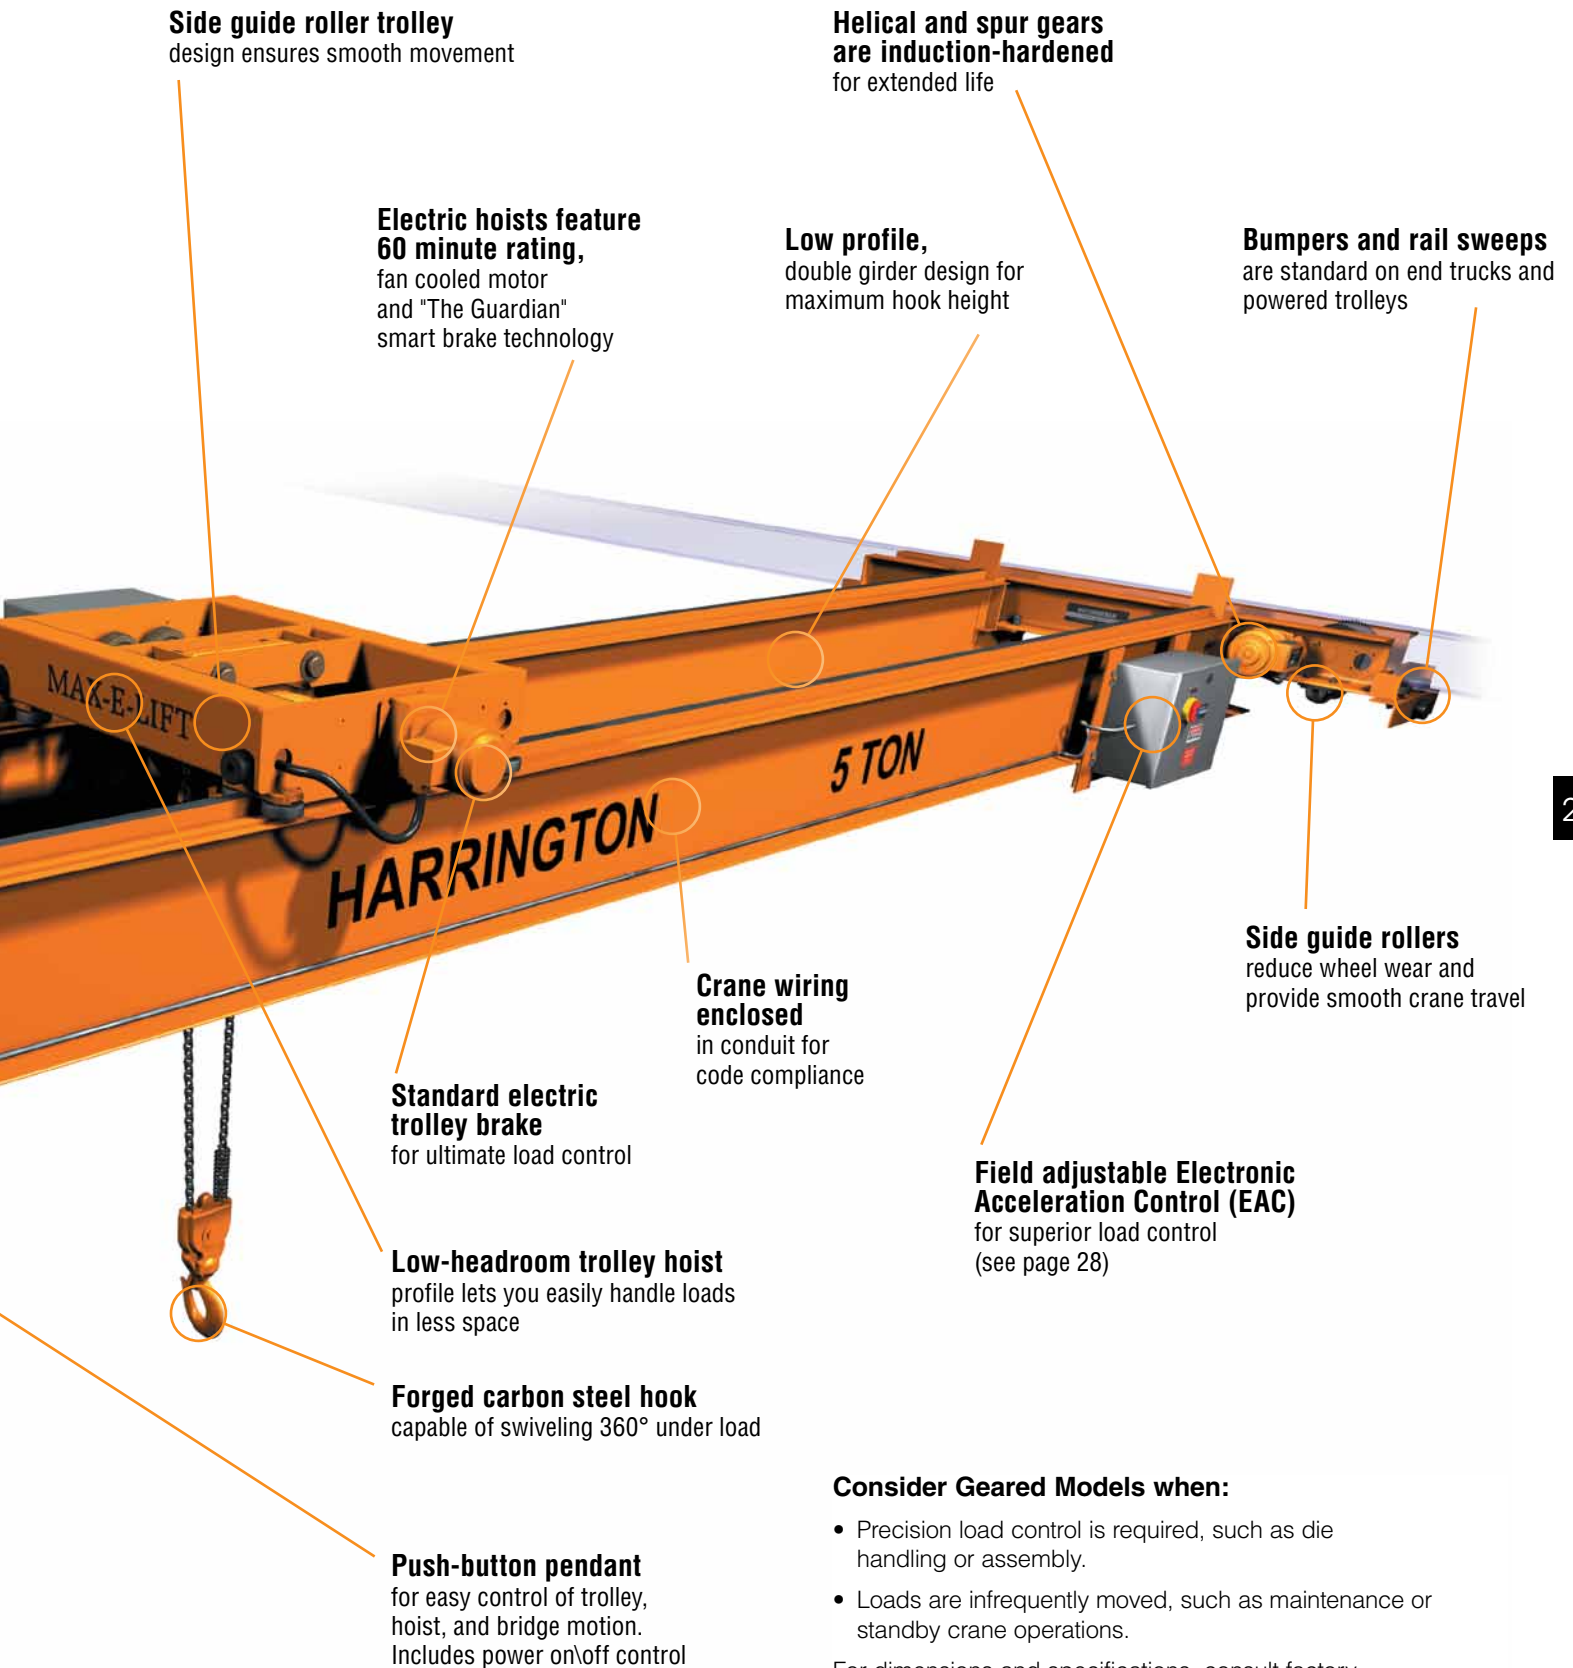 Side guide roller trolley
design ensures smooth movement
Helical and spur gears
are induction-hardened
for extended life
Electric hoists feature
60 minute rating,
fan cooled motor
and "The Guardian"
smart brake technology
Low profile,
double girder design for
maximum hook height
Bumpers and rail sweeps
are standard on end trucks and
powered trolleys
MAX-E-LIFT
HARRINGTON
5 TON
2
Side guide rollers
reduce wheel wear and
provide smooth crane travel
Crane wiring
enclosed
in conduit for
code compliance
Standard electric
trolley brake
for ultimate load control
Field adjustable Electronic
Acceleration Control (EAC)
for superior load control
(see page 28)
Low-headroom trolley hoist
profile lets you easily handle loads
in less space
Forged carbon steel hook
capable of swiveling 360° under load
Push-button pendant
for easy control of trolley,
hoist, and bridge motion.
Includes power on\off control
Consider Geared Models when:
• Precision load control is required, such as die
handling or assembly.
• Loads are infrequently moved, such as maintenance or
standby crane operations.
For dimensions and specifications, consult factory